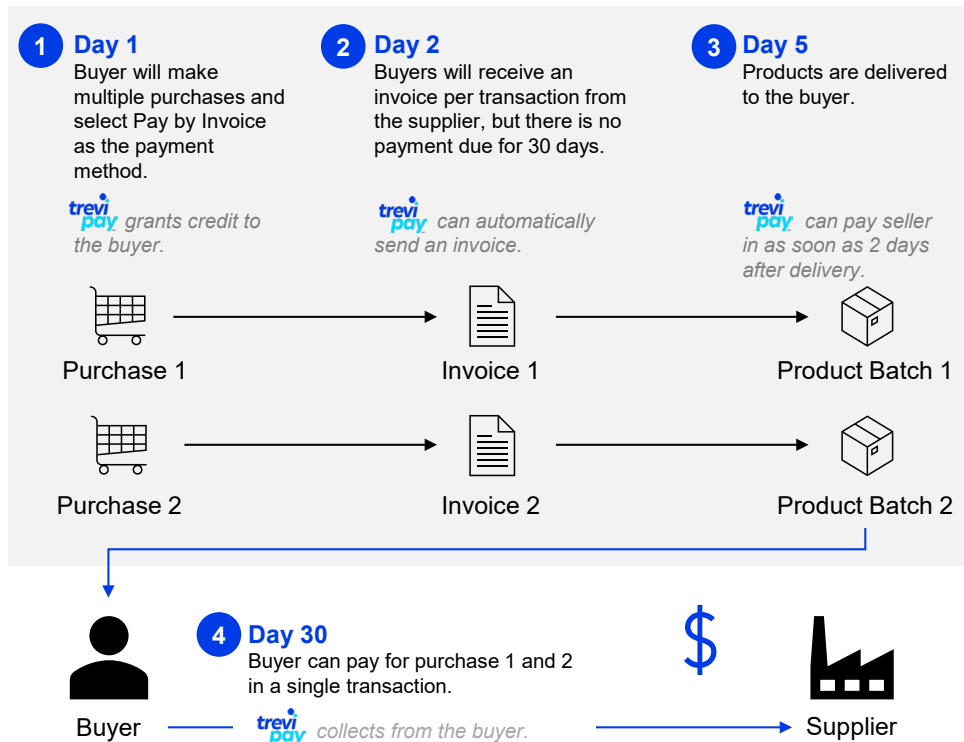 1
Day 1
Buyer will make
multiple purchases and
select Pay by Invoice
as the payment
method.
trevi
pay grants credit to
the buyer.
2
Day 2
Buyers will receive an
invoice per transaction from
the supplier, but there is no
payment due for 30 days.
trevi
pay can automatically
send an invoice.
3
Day 5
Products are delivered
to the buyer.
trevi
pay can pay seller
in as soon as 2 days
after delivery.
Purchase 1
Invoice 1
Product Batch 1
Purchase 2
Invoice 2
Product Batch 2
4
Day 30
Buyer can pay for purchase 1 and 2
in a single transaction.
$
Buyer
trevi
pay collects from the buyer.
Supplier